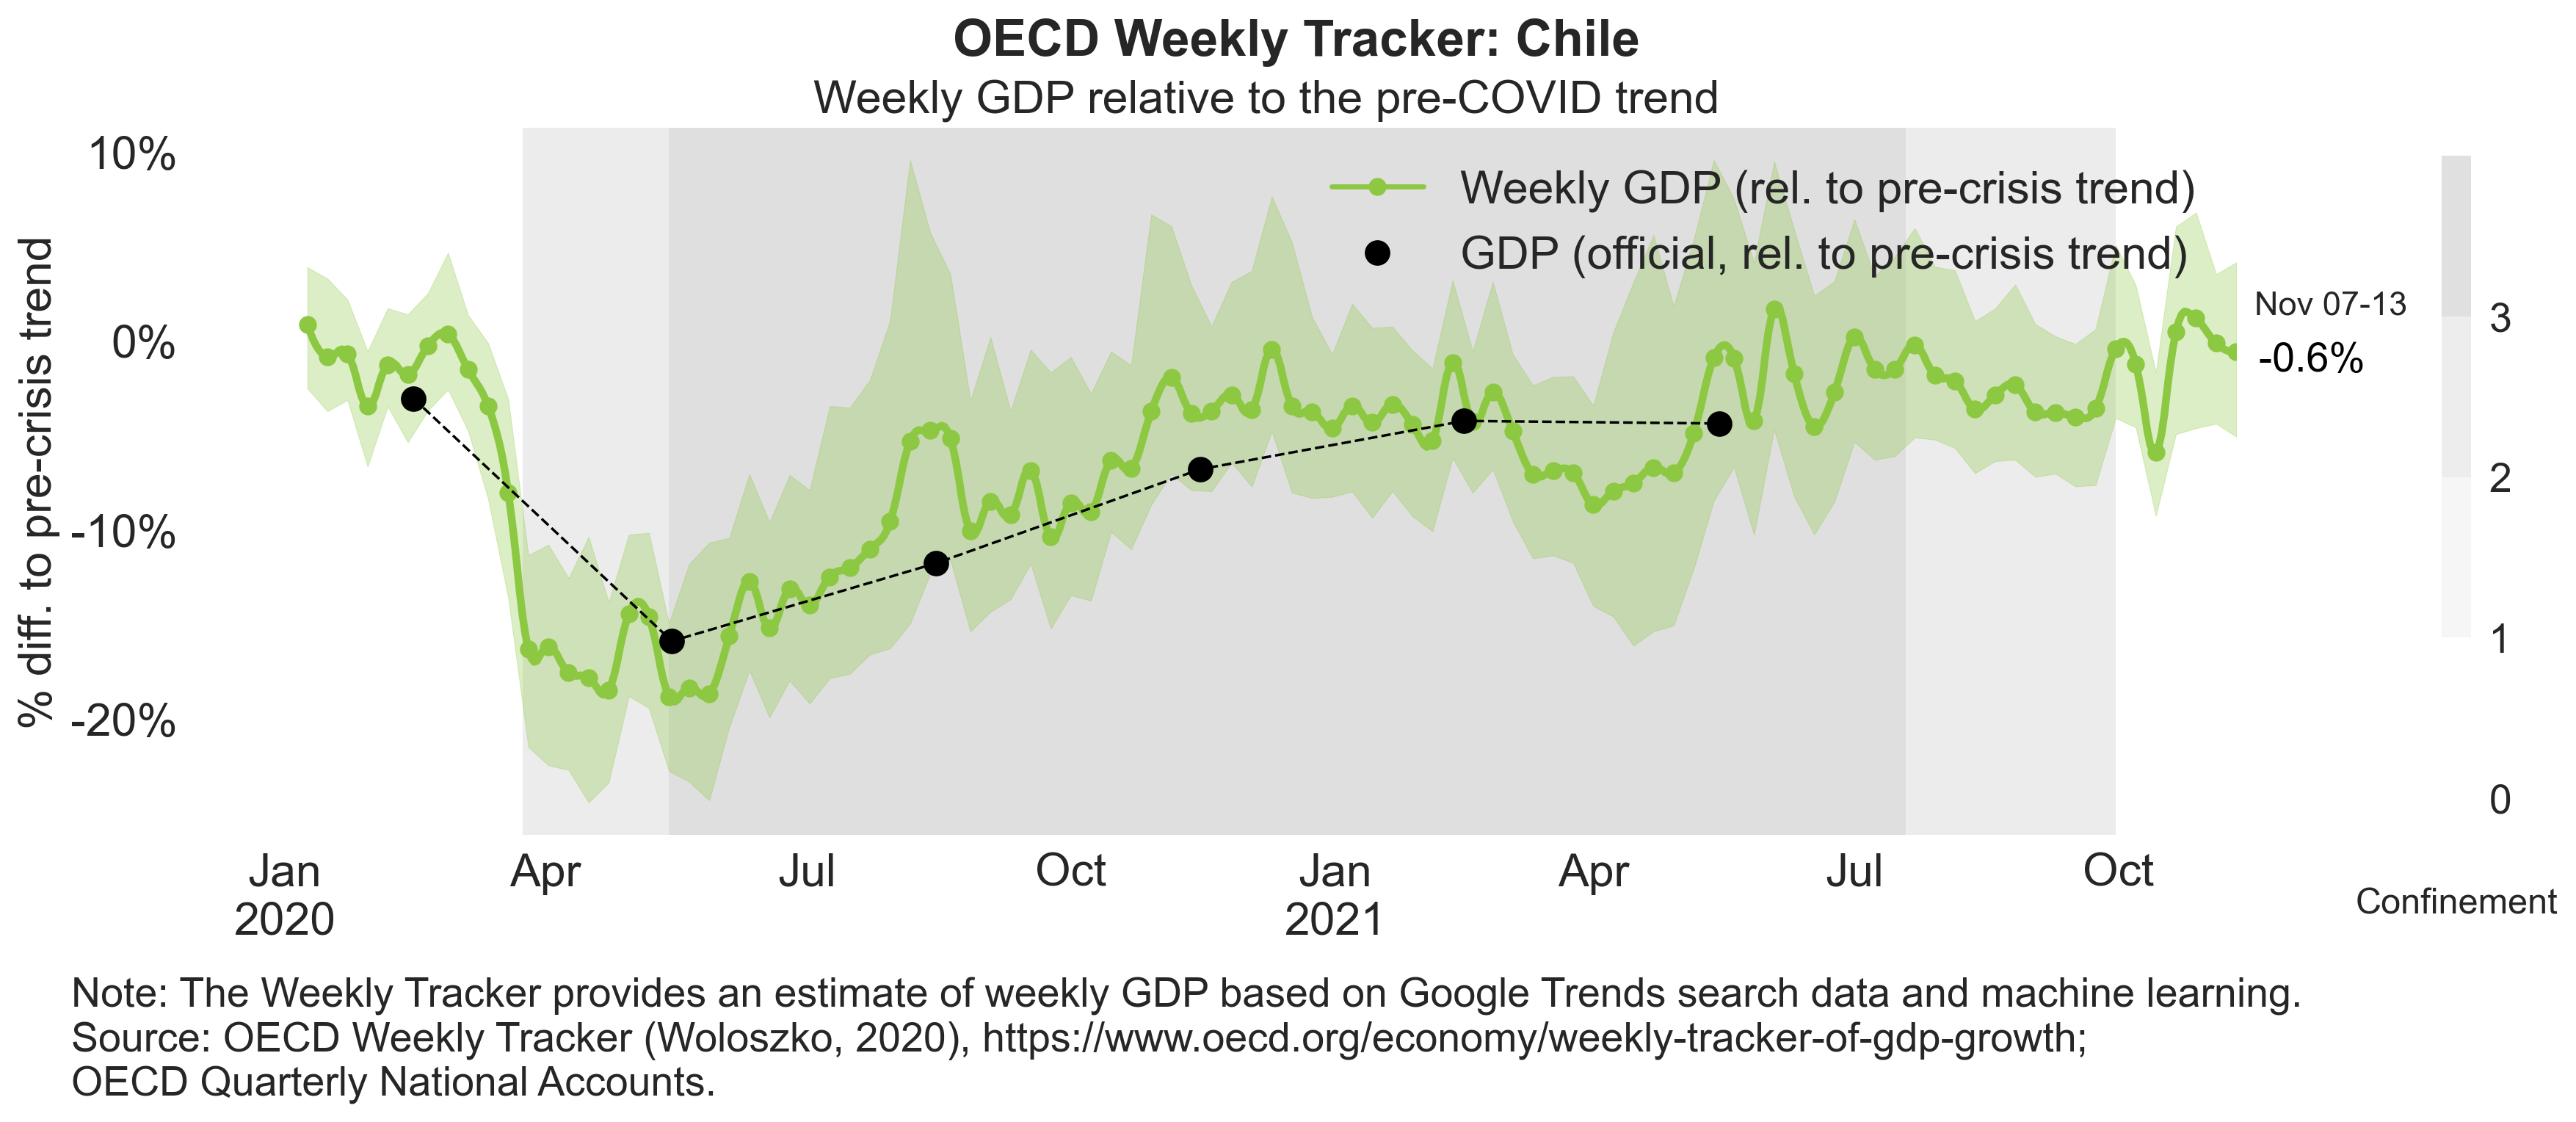 OECD Weekly Tracker: Chile
Weekly GDP relative to the pre-COVID trend
% diff. to pre-crisis trend
10%
0%
-10%
-20%
Weekly GDP (rel. to pre-crisis trend)
GDP (official, rel. to pre-crisis trend)
Nov 07-13
-0.6%
3
2
1
0
Confinement
Jan Apr Jul Oct Jan Apr Jul Oct
2020 2021
Note: The Weekly Tracker provides an estimate of weekly GDP based on Google Trends search data and machine learning.
Source: OECD Weekly Tracker (Woloszko, 2020), https://www.oecd.org/economy/weekly-tracker-of-gdp-growth;
OECD Quarterly National Accounts.